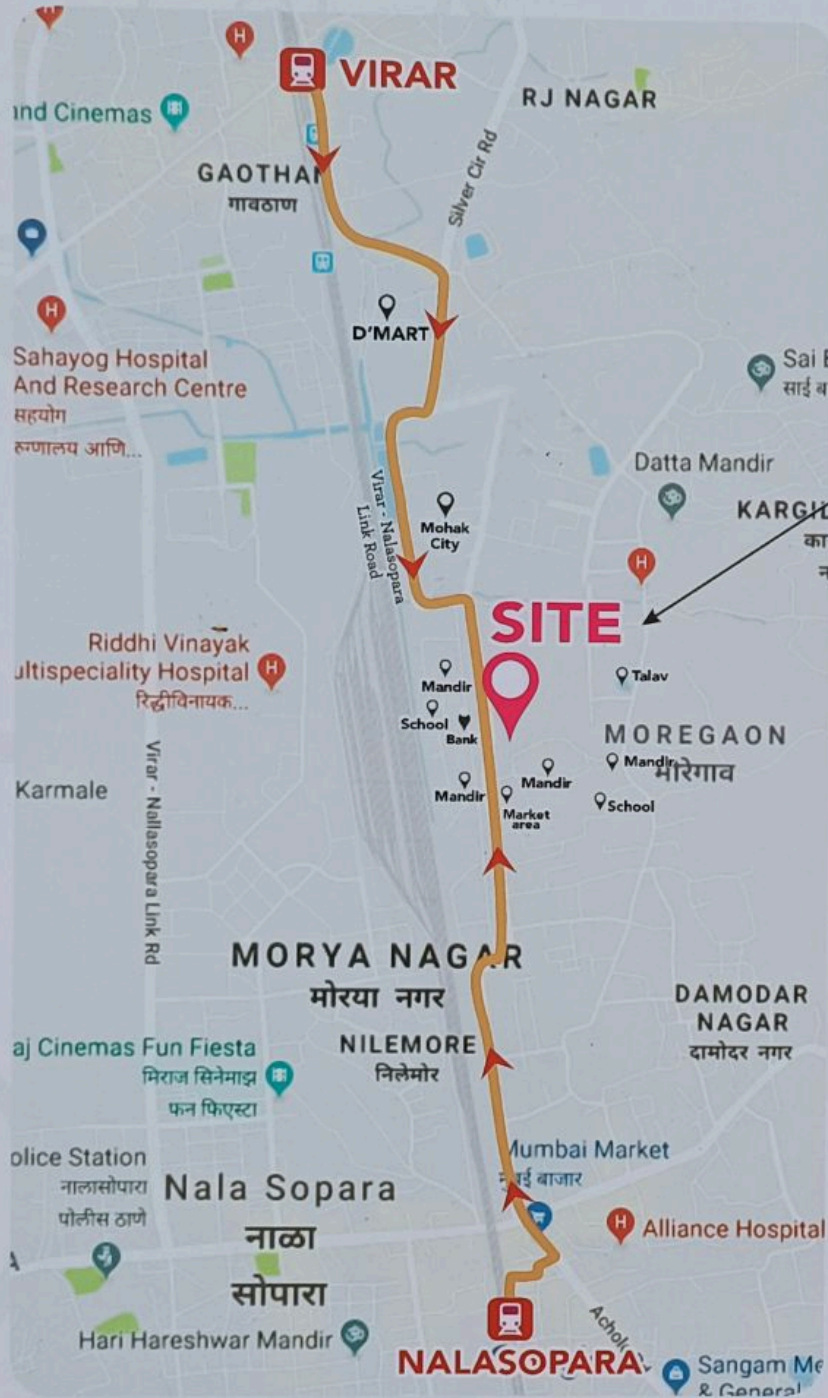 VIRAR
RJ NAGAR
Cinemas
GAOTHAN
गावठाण
Silver Cir Rd
D'MART
Sahayog Hospital
And Research Centre
सहयोग
रुग्णालय आणि...
Sai
साई
Datta Mandir
Virar - Nalasopara
Link Road
Mohak
City
SITE
Riddhi Vinayak
ultispeciality Hospital
रिद्धीविनायक...
Mandir
Talav
School
Bank
MOREGAON
मोरेगाव
Mandir
Mandir
Mandir
Market
area
School
Karmale
Virar - Nallasopara Link Rd
MORYA NAGAR
मोरया नगर
DAMODAR
NAGAR
दामोदर नगर
aj Cinemas Fun Fiesta
मिराज सिनेमाझ
फन फिएस्टा
NILEMORE
निलेमोर
Mumbai Market
बाजार
olice Station
नालासोपारा
पोलीस ठाणे
Nala Sopara
नाळा
सोपारा
Alliance Hospital
Hari Hareshwar Mandir
NALASOPARA
Sangam Me
& General